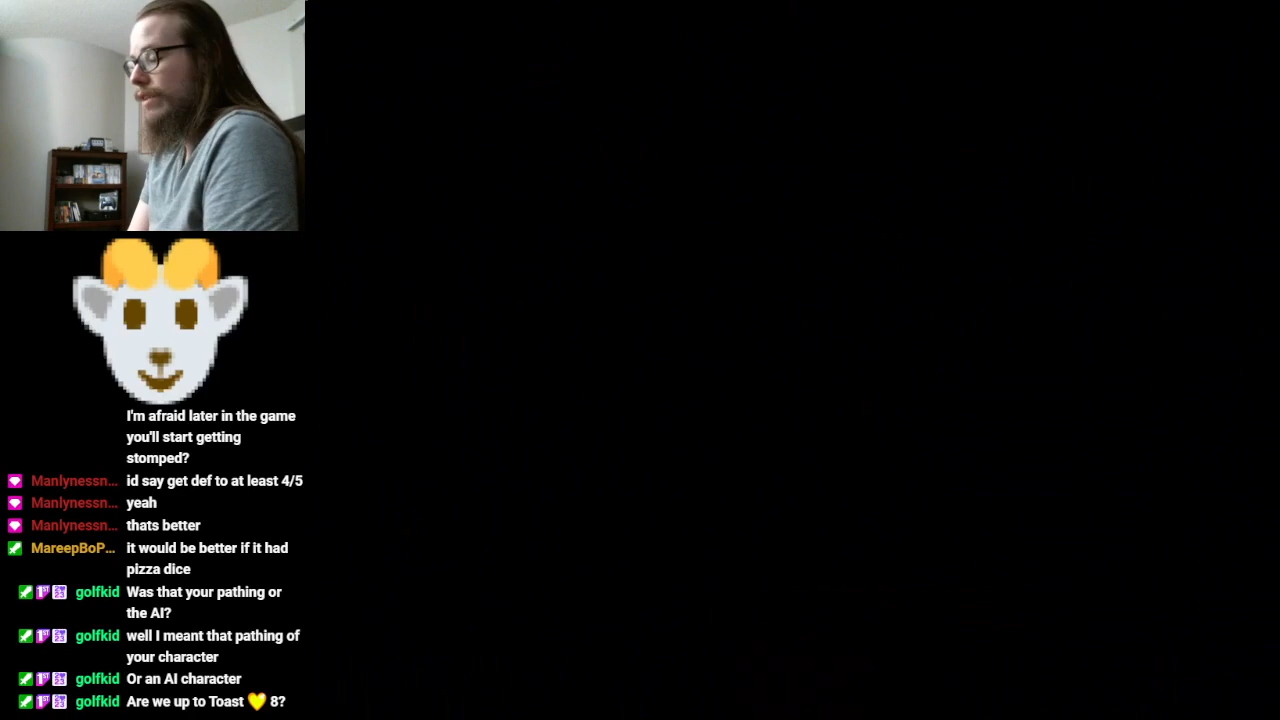 I'm afraid later in the game
you'll start getting
stomped?
Manlynessn... id say get def to at least 4/5
Manlynessn... yeah
Manlynessn... thats better
MareepBoP... it would be better if it had
pizza dice
golfkid Was that your pathing or
the AI?
golfkid well I meant that pathing of
your character
golfkid Or an AI character
golfkid Are we up to Toast 💛 8?